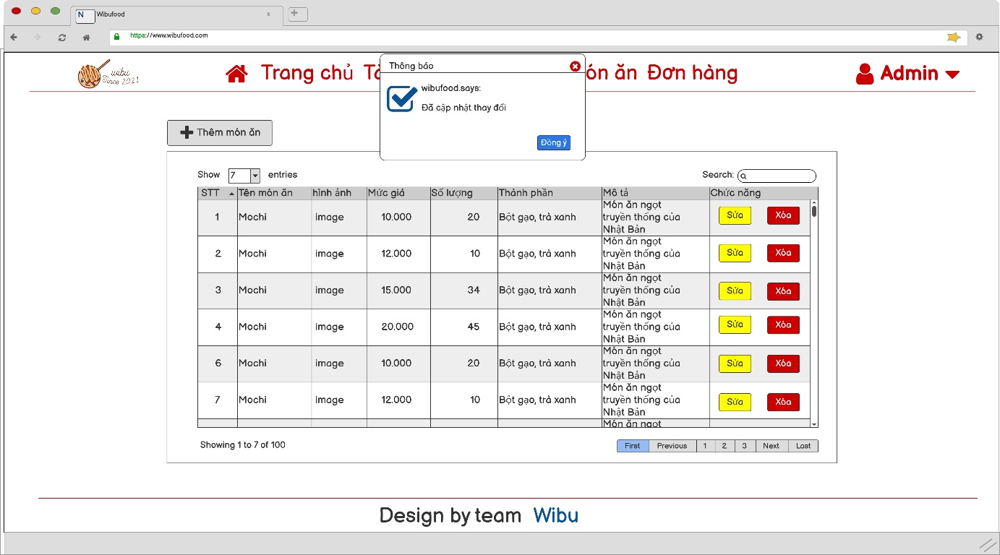 N
Wibufood
x
https://www.wibufood.com
wibu
Since 2021
Trang chủ
ăn Đơn hàng
Admin
Thông báo
wibufood.says:
Đã cập nhật thay đổi
Đồng ý
Thêm món ăn
Show 7 entries
Search:
STT Tên món ăn hình ảnh Mức giá Số lượng Thành phần Mô tả Chức năng
1 Mochi image 10.000 20 Bột gạo, trà xanh
Món ăn ngọt
truyền thống của
Nhật Bản
Sửa Xóa
2 Mochi image 12.000 10 Bột gạo, trà xanh
Món ăn ngọt
truyền thống của
Nhật Bản
Sửa Xóa
3 Mochi image 15.000 34 Bột gạo, trà xanh
Món ăn ngọt
truyền thống của
Nhật Bản
Sửa Xóa
4 Mochi image 20.000 45 Bột gạo, trà xanh
Món ăn ngọt
truyền thống của
Nhật Bản
Sửa Xóa
6 Mochi image 10.000 20 Bột gạo, trà xanh
Món ăn ngọt
truyền thống của
Nhật Bản
Sửa Xóa
7 Mochi image 12.000 10 Bột gạo, trà xanh
Món ăn ngọt
truyền thống của
Nhật Bản
Sửa Xóa
Món ăn ngọt
Showing 1 to 7 of 100
First Previous 1 2 3 Next Last
Design by team Wibu